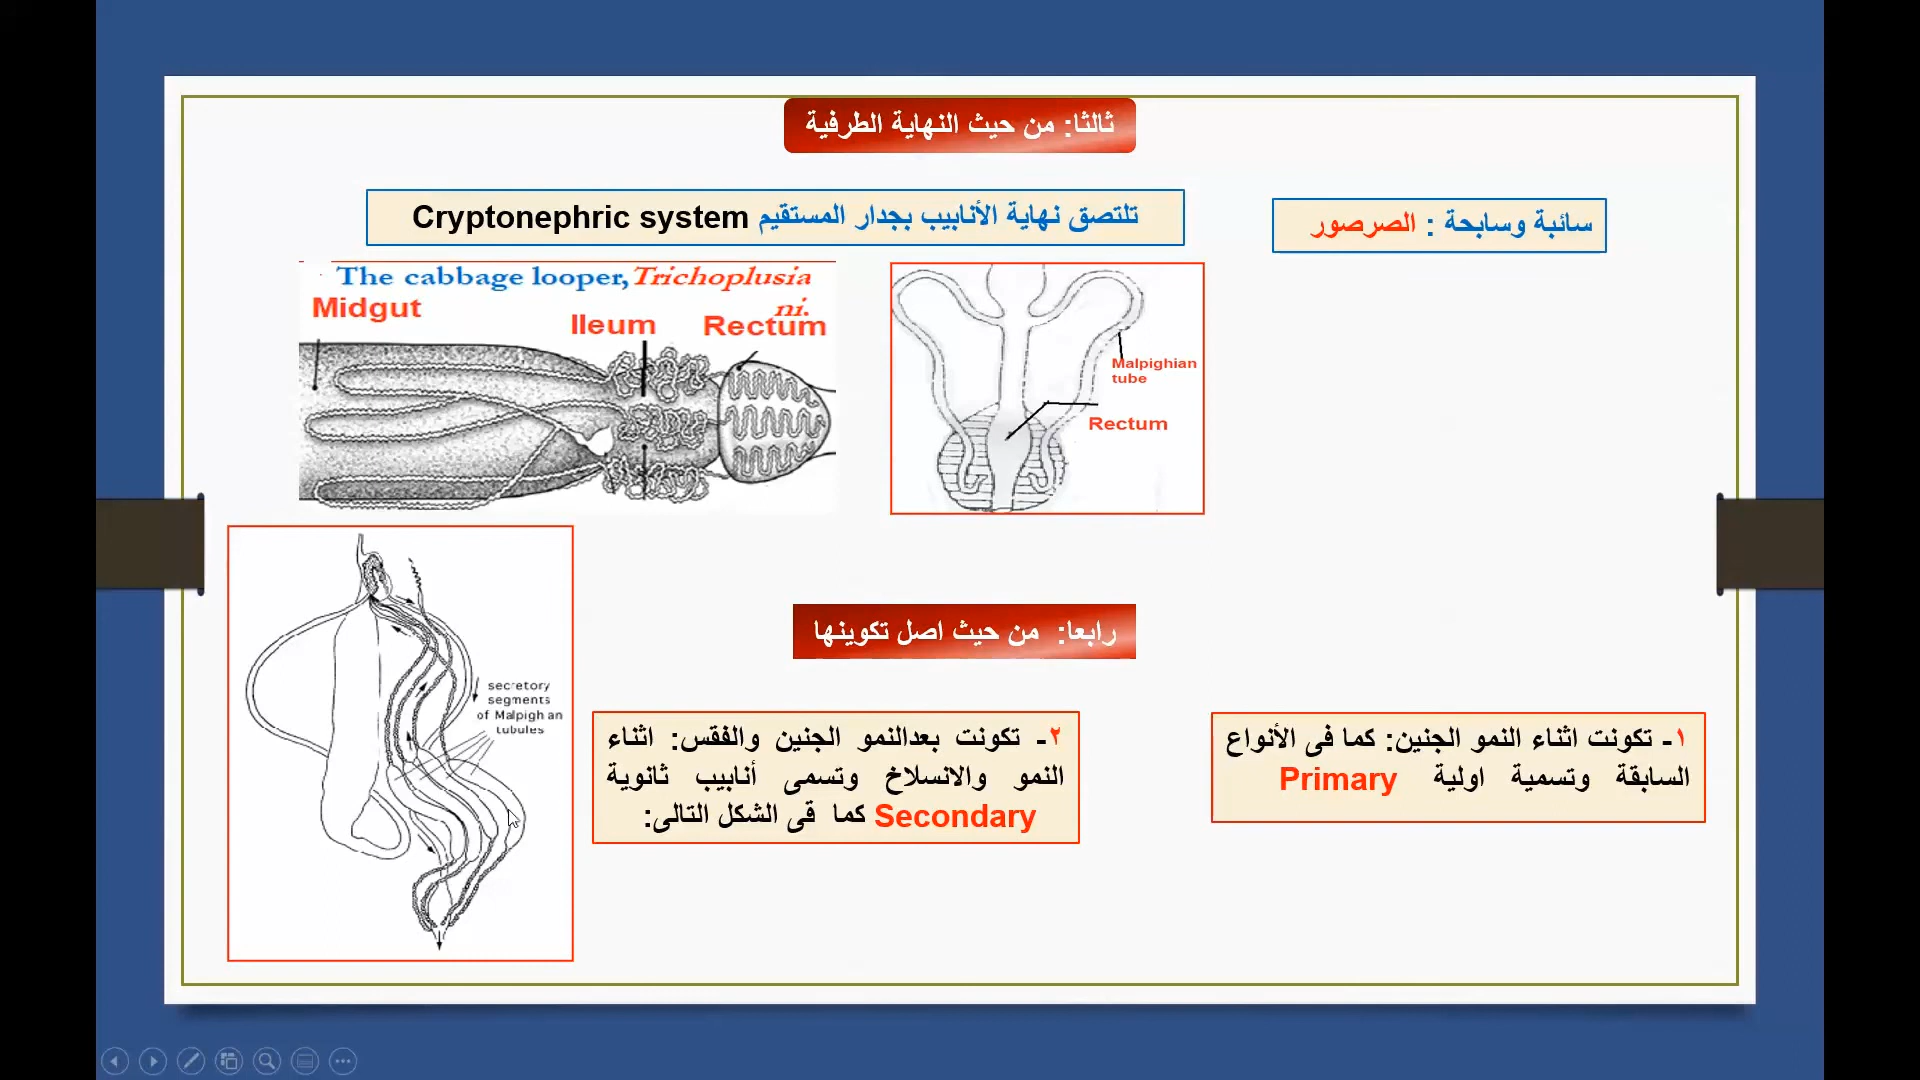 ثالثا: من حيث النهاية الطرفية
سائبة وسابحة : الصرصور
تلتصق نهاية الأنابيب بجدار المستقيم Cryptonephric system
The cabbage looper, Trichoplusia
ni.
Midgut
Ileum
Rectum
Malpighian
tube
Rectum
رابعا: من حيث اصل تكوينها
١- تكونت اثناء النمو الجنين: كما فى الأنواع
السابقة وتسمية اولية Primary
٢- تكونت بعدالنمو الجنين والفقس: اثناء
النمو والانسلاخ وتسمى أنابيب ثانوية
Secondary كما فى الشكل التالى:
secretory
segments
of Malpighian
tubules